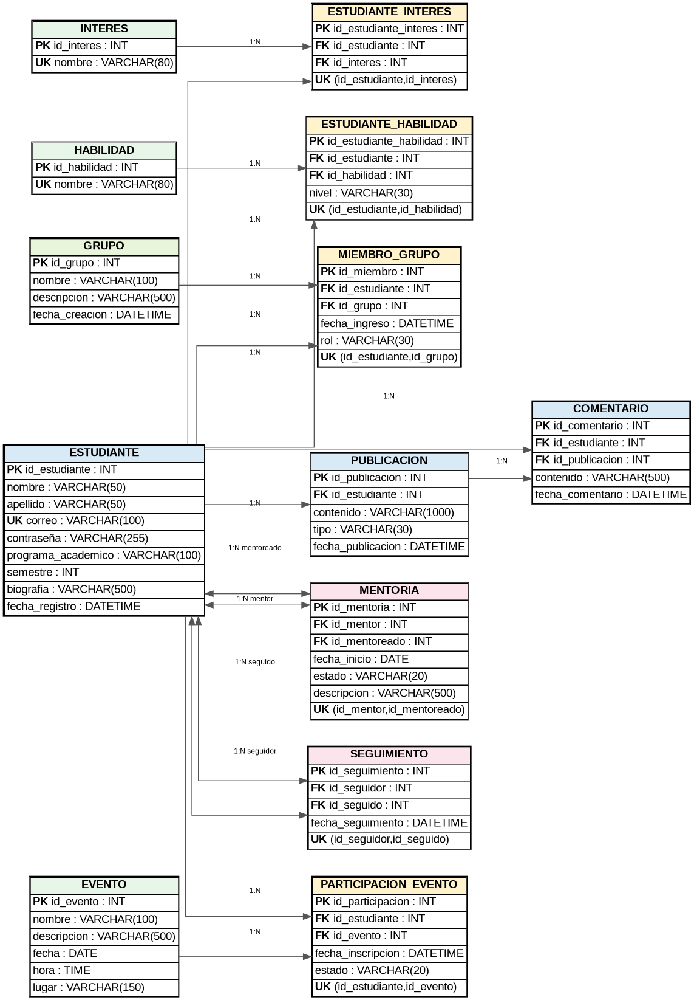 INTERES
PK id_interes : INT
UK nombre : VARCHAR(80)
1:N
ESTUDIANTE_INTERES
PK id_estudiante_interes : INT
FK id_estudiante : INT
FK id_interes : INT
UK (id_estudiante,id_interes)
HABILIDAD
PK id_habilidad : INT
UK nombre : VARCHAR(80)
1:N
ESTUDIANTE_HABILIDAD
PK id_estudiante_habilidad : INT
FK id_estudiante : INT
FK id_habilidad : INT
nivel : VARCHAR(30)
UK (id_estudiante,id_habilidad)
1:N
GRUPO
PK id_grupo : INT
nombre : VARCHAR(100)
descripcion : VARCHAR(500)
fecha_creacion : DATETIME
1:N
1:N
1:N
MIEMBRO_GRUPO
PK id_miembro : INT
FK id_estudiante : INT
FK id_grupo : INT
fecha_ingreso : DATETIME
rol : VARCHAR(30)
UK (id_estudiante,id_grupo)
1:N
COMENTARIO
PK id_comentario : INT
FK id_estudiante : INT
FK id_publicacion : INT
contenido : VARCHAR(500)
fecha_comentario : DATETIME
1:N
ESTUDIANTE
PK id_estudiante : INT
nombre : VARCHAR(50)
apellido : VARCHAR(50)
UK correo : VARCHAR(100)
contraseña : VARCHAR(255)
programa_academico : VARCHAR(100)
semestre : INT
biografia : VARCHAR(500)
fecha_registro : DATETIME
1:N
PUBLICACION
PK id_publicacion : INT
FK id_estudiante : INT
contenido : VARCHAR(1000)
tipo : VARCHAR(30)
fecha_publicacion : DATETIME
1:N mentoreado
1:N mentor
MENTORIA
PK id_mentoria : INT
FK id_mentor : INT
FK id_mentoreado : INT
fecha_inicio : DATE
estado : VARCHAR(20)
descripcion : VARCHAR(500)
UK (id_mentor,id_mentoreado)
1:N seguido
1:N seguidor
SEGUIMIENTO
PK id_seguimiento : INT
FK id_seguidor : INT
FK id_seguido : INT
fecha_seguimiento : DATETIME
UK (id_seguidor,id_seguido)
EVENTO
PK id_evento : INT
nombre : VARCHAR(100)
descripcion : VARCHAR(500)
fecha : DATE
hora : TIME
lugar : VARCHAR(150)
1:N
1:N
PARTICIPACION_EVENTO
PK id_participacion : INT
FK id_estudiante : INT
FK id_evento : INT
fecha_inscripcion : DATETIME
estado : VARCHAR(20)
UK (id_estudiante,id_evento)